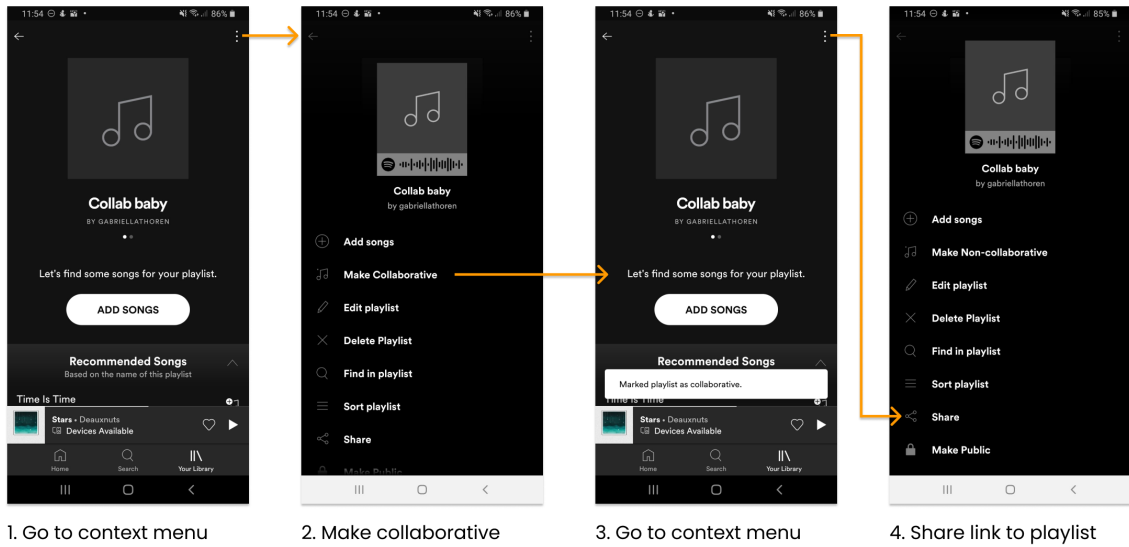 11:54
86%
Collab baby
BY GABRIELLATHOREN
Let's find some songs for your playlist.
ADD SONGS
Recommended Songs
Based on the name of this playlist
Time Is Time
Stars • Deauxnuts
Devices Available
Home Search Your Library
1. Go to context menu
11:54
86%
Collab baby
by gabriellathoren
Add songs
Make Collaborative
Edit playlist
Delete Playlist
Find in playlist
Sort playlist
Share
Make Public
2. Make collaborative
11:54
86%
Collab baby
BY GABRIELLATHOREN
Let's find some songs for your playlist.
ADD SONGS
Recommended Songs
Marked playlist as collaborative.
Time Is Time
Stars • Deauxnuts
Devices Available
Home Search Your Library
3. Go to context menu
11:54
85%
Collab baby
by gabriellathoren
Add songs
Make Non-collaborative
Edit playlist
Delete Playlist
Find in playlist
Sort playlist
Share
Make Public
4. Share link to playlist